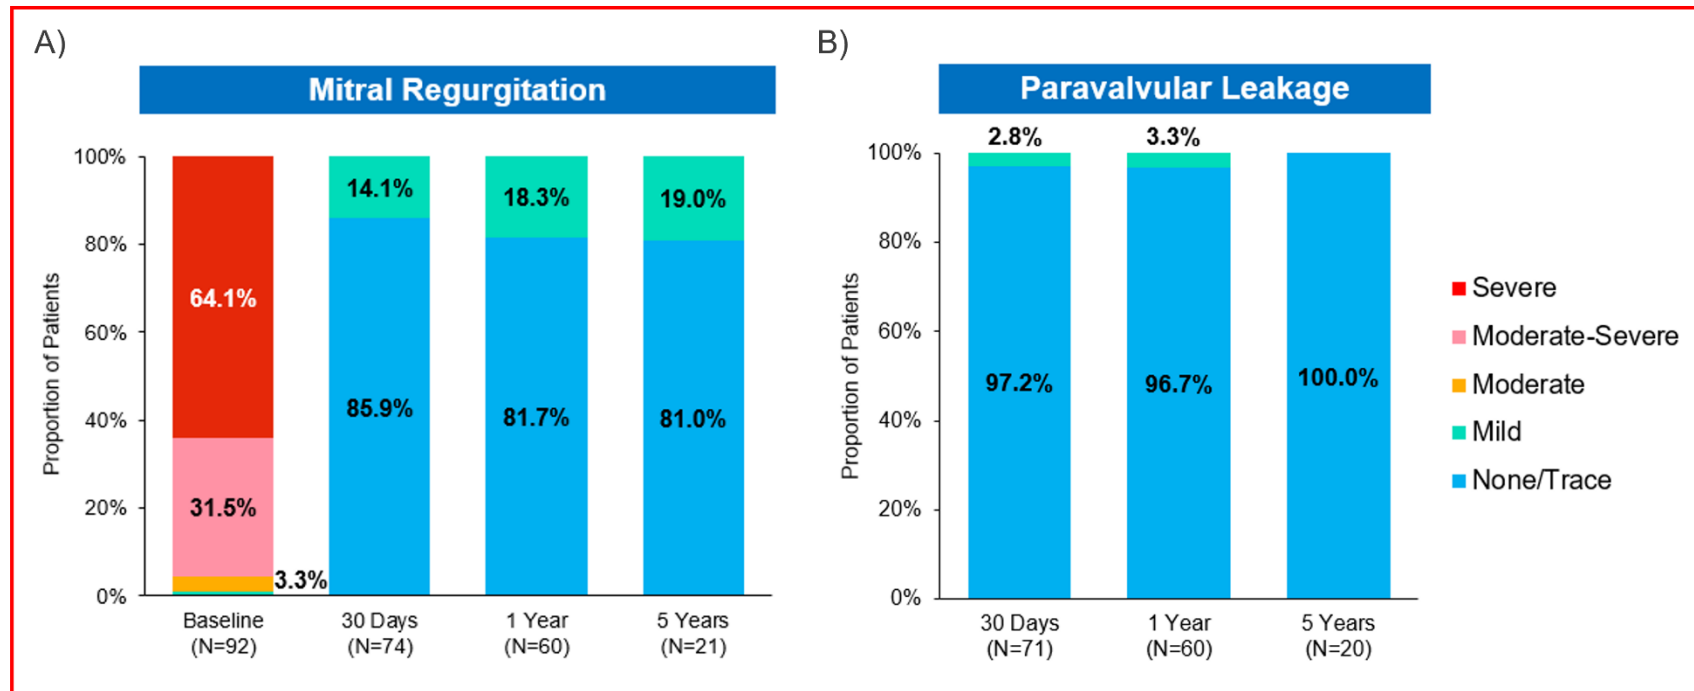 A)
Mitral Regurgitation
Proportion of Patients
100%
80%
60%
40%
20%
0%
64.1%
31.5%
3.3%
14.1%
85.9%
18.3%
81.7%
19.0%
81.0%
Baseline
(N=92)
30 Days
(N=74)
1 Year
(N=60)
5 Years
(N=21)
B)
Paravalvular Leakage
Proportion of Patients
100%
80%
60%
40%
20%
0%
2.8%
97.2%
3.3%
96.7%
100.0%
30 Days
(N=71)
1 Year
(N=60)
5 Years
(N=20)
Severe
Moderate-Severe
Moderate
Mild
None/Trace